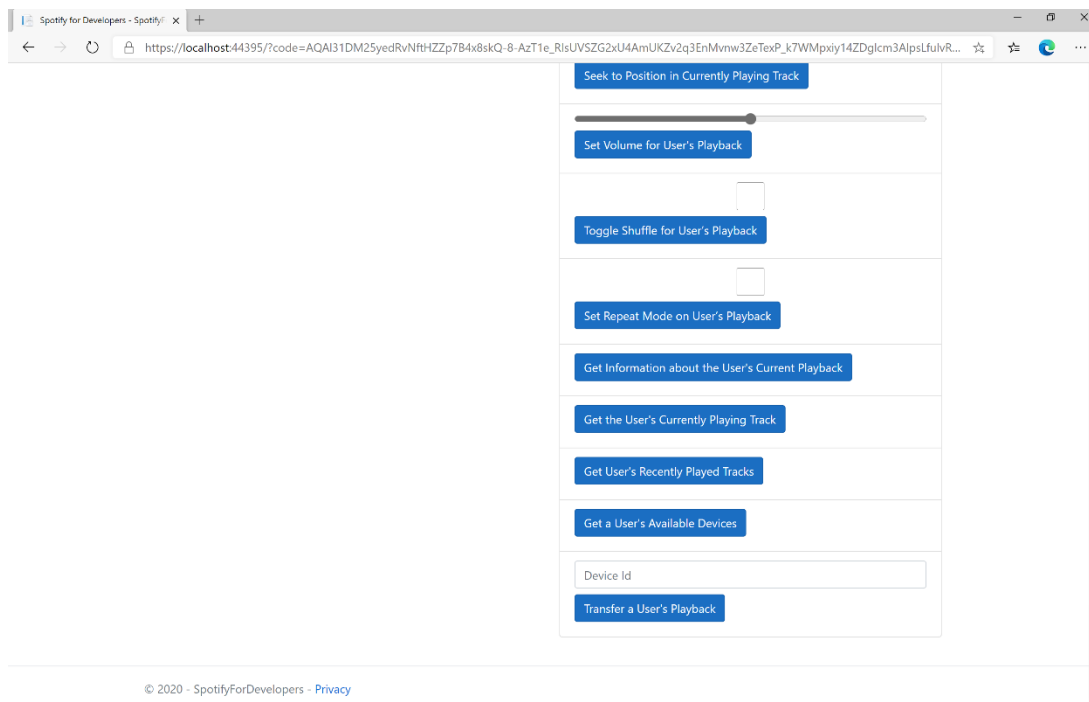 Spotify for Developers - SpotifyF
https://localhost:44395/?code=AQAI31DM25yedRvNftHZZp7B4x8skQ-8-AzT1e_RIsUVSZG2xU4AmUKZv2q3EnMvnw3ZeTexP_k7WMpxiy14ZDglcm3AlpsLfulvR...
Seek to Position in Currently Playing Track
Set Volume for User's Playback
Toggle Shuffle for User's Playback
Set Repeat Mode on User's Playback
Get Information about the User's Current Playback
Get the User's Currently Playing Track
Get User's Recently Played Tracks
Get a User's Available Devices
Device Id
Transfer a User's Playback
© 2020 - SpotifyForDevelopers - Privacy